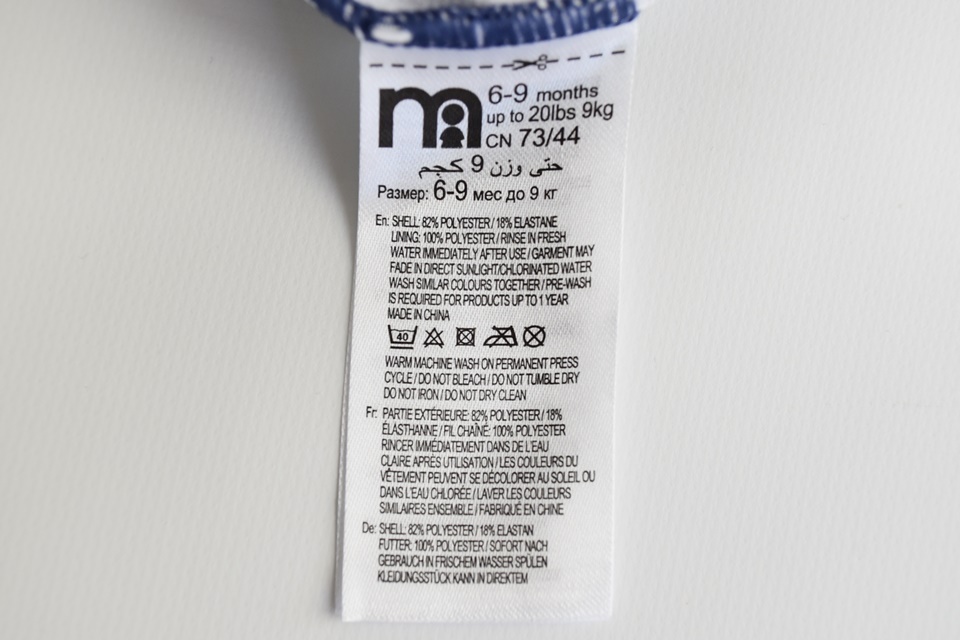 m
6-9 months
up to 20lbs 9kg
CN 73/44
حتى وزن 9 كجم
Размер: 6-9 мес до 9 кг
En: SHELL: 82% POLYESTER / 18% ELASTANE
LINING: 100% POLYESTER / RINSE IN FRESH
WATER IMMEDIATELY AFTER USE / GARMENT MAY
FADE IN DIRECT SUNLIGHT/CHLORINATED WATER
WASH SIMILAR COLOURS TOGETHER / PRE-WASH
IS REQUIRED FOR PRODUCTS UP TO 1 YEAR
MADE IN CHINA
40
WARM MACHINE WASH ON PERMANENT PRESS
CYCLE / DO NOT BLEACH / DO NOT TUMBLE DRY
DO NOT IRON / DO NOT DRY CLEAN
Fr: PARTIE EXTÉRIEURE: 82% POLYESTER / 18%
ÉLASTHANNE / FIL CHAÎNE: 100% POLYESTER
RINCER IMMÉDIATEMENT DANS DE L'EAU
CLAIRE APRÈS UTILISATION / LES COULEURS DU
VÊTEMENT PEUVENT SE DÉCOLORER AU SOLEIL OU
DANS L'EAU CHLORÉE / LAVER LES COULEURS
SIMILAIRES ENSEMBLE / FABRIQUÉ EN CHINE
De: SHELL: 82% POLYESTER / 18% ELASTAN
FUTTER: 100% POLYESTER / SOFORT NACH
GEBRAUCH IN FRISCHEM WASSER SPÜLEN
KLEIDUNGSSTÜCK KANN IN DIREKTEM